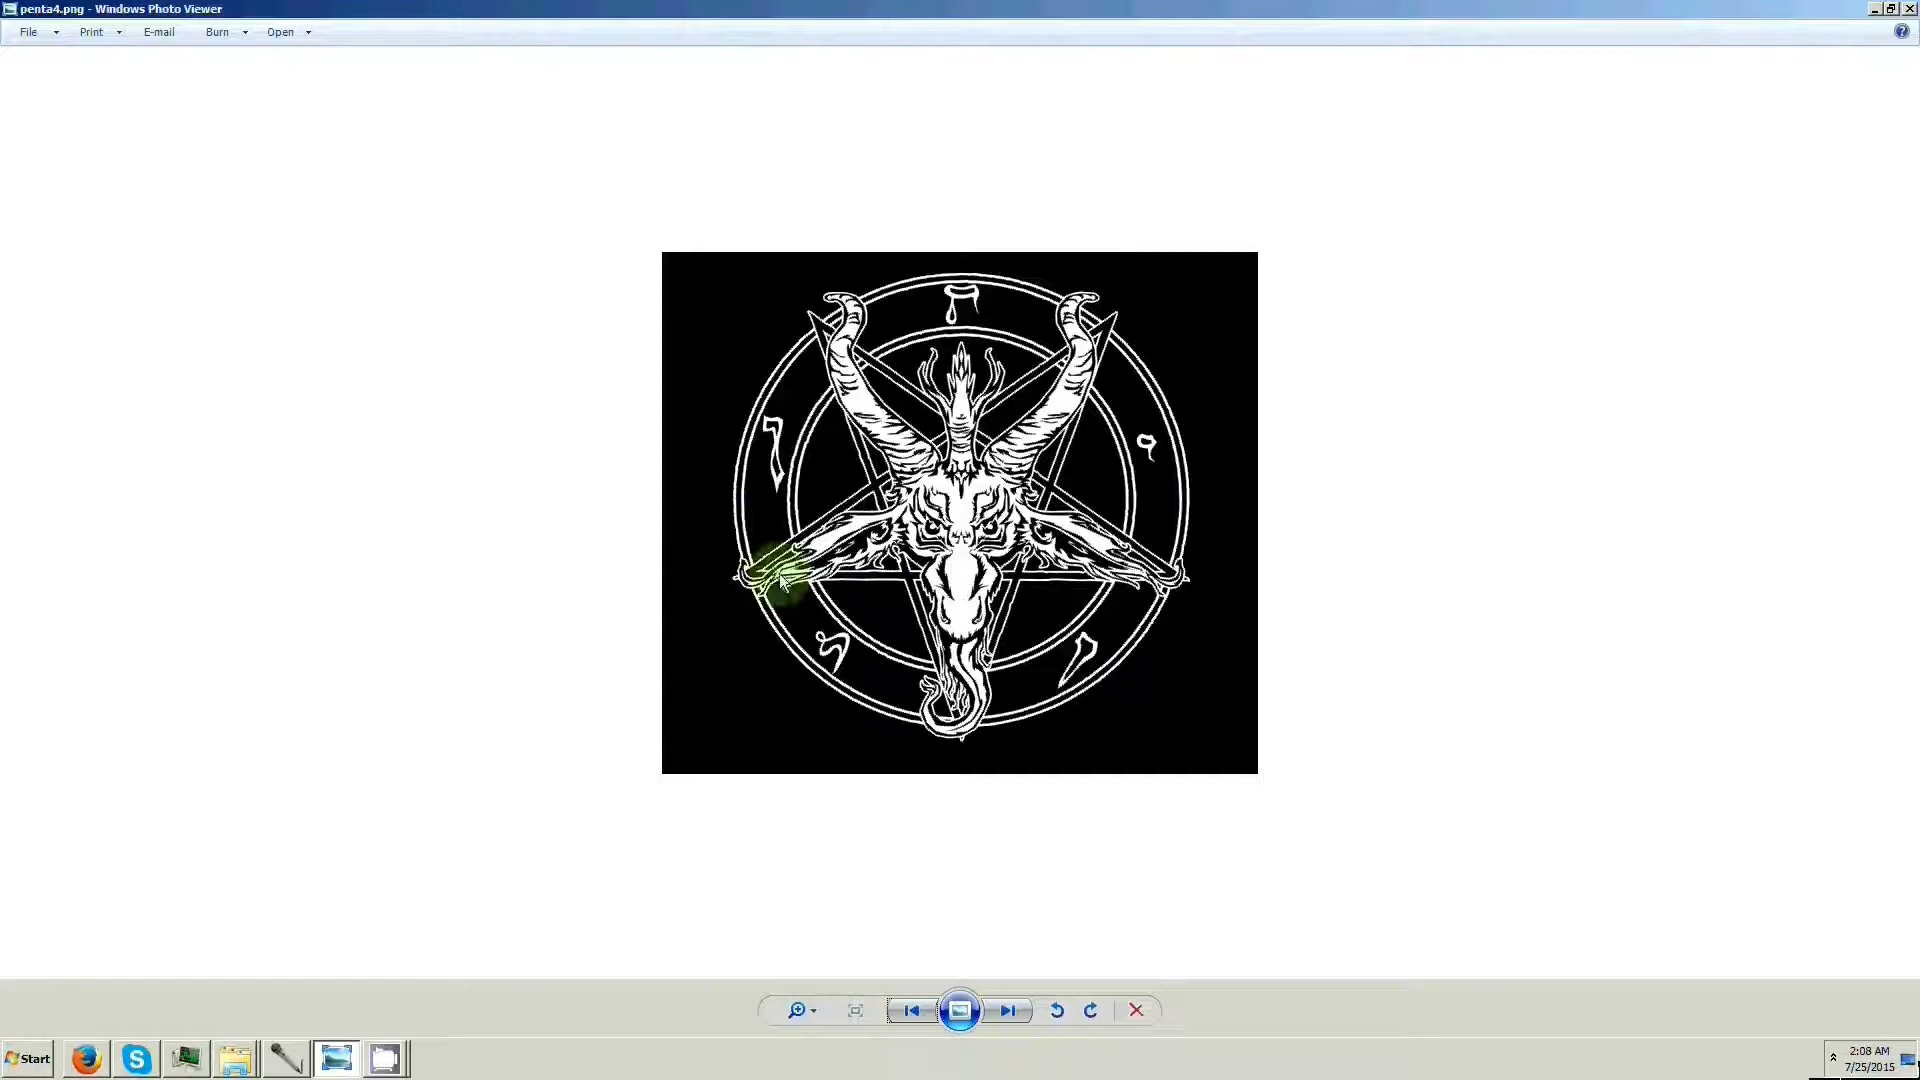 penta4.png - Windows Photo Viewer
File Print E-mail Burn Open
ה
ו
י
ת
ן
Start
2:08 AM
7/25/2015